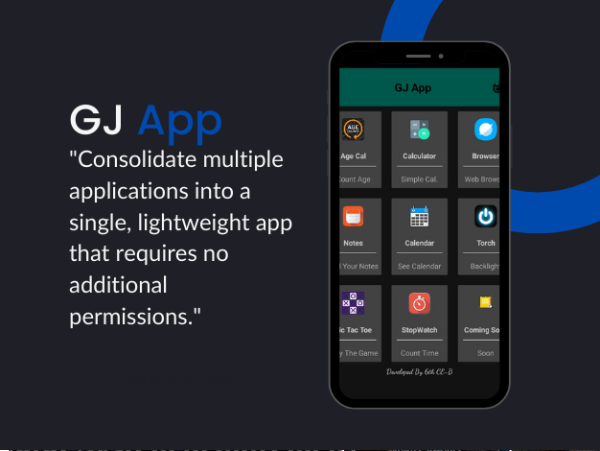 GJ App
"Consolidate multiple
applications into a
single, lightweight app
that requires no
additional
permissions."
GJ App
AGE
Age Cal Calculator Browser
ount Age Simple Cal. Web Brows
Notes Calendar Torch
l Your Notes See Calendar Backligh
ic Tac Toe StopWatch Coming So
y The Game Count Time Soon
Developed By 6th CE-B